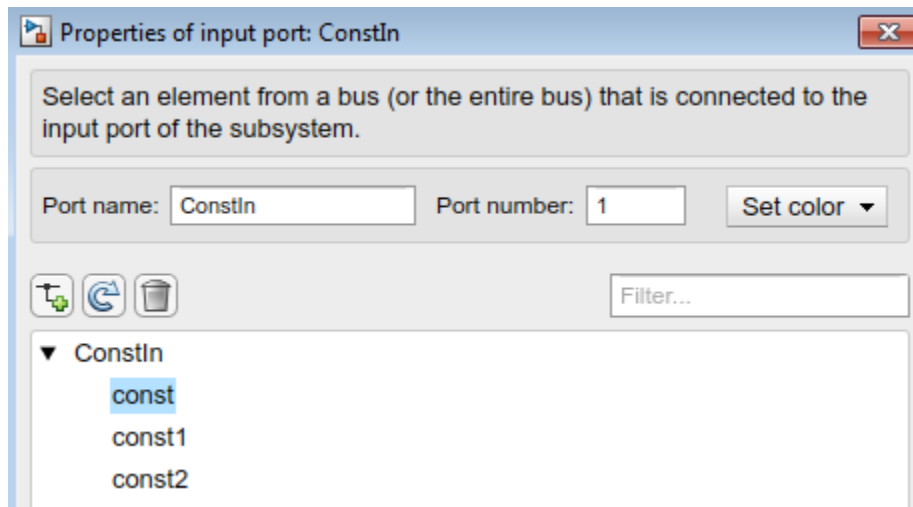 Properties of input port: ConstIn
Select an element from a bus (or the entire bus) that is connected to the
input port of the subsystem.
Port name: ConstIn Port number: 1 Set color
Filter...
ConstIn
const
const1
const2